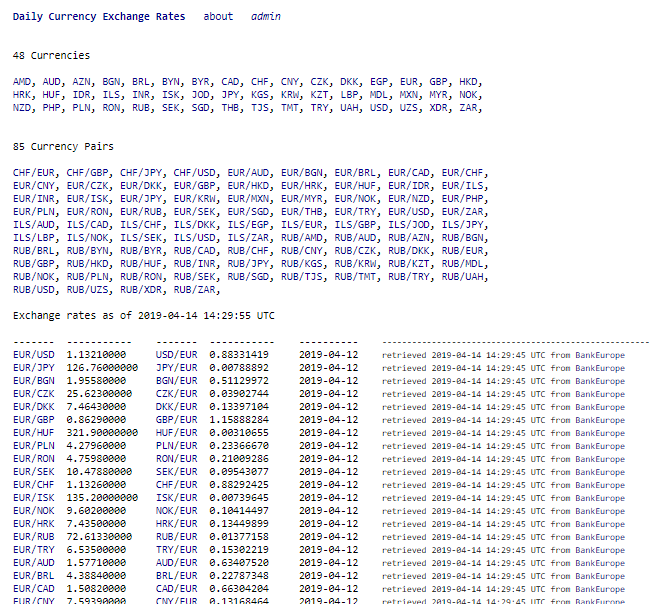 Daily Currency Exchange Rates about admin
48 Currencies
AMD, AUD, AZN, BGN, BRL, BYN, BYR, CAD, CHF, CNY, CZK, DKK, EGP, EUR, GBP, HKD,
HRK, HUF, IDR, ILS, INR, ISK, JOD, JPY, KGS, KRW, KZT, LBP, MDL, MXN, MYR, NOK,
NZD, PHP, PLN, RON, RUB, SEK, SGD, THB, TJS, TMT, TRY, UAH, USD, UZS, XDR, ZAR,
85 Currency Pairs
CHF/EUR, CHF/GBP, CHF/JPY, CHF/USD, EUR/AUD, EUR/BGN, EUR/BRL, EUR/CAD, EUR/CHF,
EUR/CNY, EUR/CZK, EUR/DKK, EUR/GBP, EUR/HKD, EUR/HRK, EUR/HUF, EUR/IDR, EUR/ILS,
EUR/INR, EUR/ISK, EUR/JPY, EUR/KRW, EUR/MXN, EUR/MYR, EUR/NOK, EUR/NZD, EUR/PHP,
EUR/PLN, EUR/RON, EUR/RUB, EUR/SEK, EUR/SGD, EUR/THB, EUR/TRY, EUR/USD, EUR/ZAR,
ILS/AUD, ILS/CAD, ILS/CHF, ILS/DKK, ILS/EGP, ILS/EUR, ILS/GBP, ILS/JOD, ILS/JPY,
ILS/LBP, ILS/NOK, ILS/SEK, ILS/USD, ILS/ZAR, RUB/AMD, RUB/AUD, RUB/AZN, RUB/BGN,
RUB/BRL, RUB/BYN, RUB/BYR, RUB/CAD, RUB/CHF, RUB/CNY, RUB/CZK, RUB/DKK, RUB/EUR,
RUB/GBP, RUB/HKD, RUB/HUF, RUB/INR, RUB/JPY, RUB/KGS, RUB/KRW, RUB/KZT, RUB/MDL,
RUB/NOK, RUB/PLN, RUB/RON, RUB/SEK, RUB/SGD, RUB/TJS, RUB/TMT, RUB/TRY, RUB/UAH,
RUB/USD, RUB/UZS, RUB/XDR, RUB/ZAR,
Exchange rates as of 2019-04-14 14:29:55 UTC
EUR/USD 1.13210000 USD/EUR 0.88331419 2019-04-12 retrieved 2019-04-14 14:29:45 UTC from BankEurope
EUR/JPY 126.76000000 JPY/EUR 0.00788892 2019-04-12 retrieved 2019-04-14 14:29:45 UTC from BankEurope
EUR/BGN 1.95580000 BGN/EUR 0.51129972 2019-04-12 retrieved 2019-04-14 14:29:45 UTC from BankEurope
EUR/CZK 25.62300000 CZK/EUR 0.03902744 2019-04-12 retrieved 2019-04-14 14:29:45 UTC from BankEurope
EUR/DKK 7.46430000 DKK/EUR 0.13397104 2019-04-12 retrieved 2019-04-14 14:29:45 UTC from BankEurope
EUR/GBP 0.86290000 GBP/EUR 1.15888284 2019-04-12 retrieved 2019-04-14 14:29:45 UTC from BankEurope
EUR/HUF 321.90000000 HUF/EUR 0.00310655 2019-04-12 retrieved 2019-04-14 14:29:45 UTC from BankEurope
EUR/PLN 4.27960000 PLN/EUR 0.23366670 2019-04-12 retrieved 2019-04-14 14:29:45 UTC from BankEurope
EUR/RON 4.75980000 RON/EUR 0.21009286 2019-04-12 retrieved 2019-04-14 14:29:45 UTC from BankEurope
EUR/SEK 10.47880000 SEK/EUR 0.09543077 2019-04-12 retrieved 2019-04-14 14:29:45 UTC from BankEurope
EUR/CHF 1.13260000 CHF/EUR 0.88292425 2019-04-12 retrieved 2019-04-14 14:29:45 UTC from BankEurope
EUR/ISK 135.20000000 ISK/EUR 0.00739645 2019-04-12 retrieved 2019-04-14 14:29:45 UTC from BankEurope
EUR/NOK 9.60200000 NOK/EUR 0.10414497 2019-04-12 retrieved 2019-04-14 14:29:45 UTC from BankEurope
EUR/HRK 7.43500000 HRK/EUR 0.13449899 2019-04-12 retrieved 2019-04-14 14:29:45 UTC from BankEurope
EUR/RUB 72.61330000 RUB/EUR 0.01377158 2019-04-12 retrieved 2019-04-14 14:29:45 UTC from BankEurope
EUR/TRY 6.53500000 TRY/EUR 0.15302219 2019-04-12 retrieved 2019-04-14 14:29:45 UTC from BankEurope
EUR/AUD 1.57710000 AUD/EUR 0.63407520 2019-04-12 retrieved 2019-04-14 14:29:45 UTC from BankEurope
EUR/BRL 4.38840000 BRL/EUR 0.22787348 2019-04-12 retrieved 2019-04-14 14:29:45 UTC from BankEurope
EUR/CAD 1.50820000 CAD/EUR 0.66304204 2019-04-12 retrieved 2019-04-14 14:29:45 UTC from BankEurope
EUR/CNY 7.59390000 CNY/EUR 0.13168464 2019-04-12 retrieved 2019-04-14 14:29:45 UTC from BankEurope